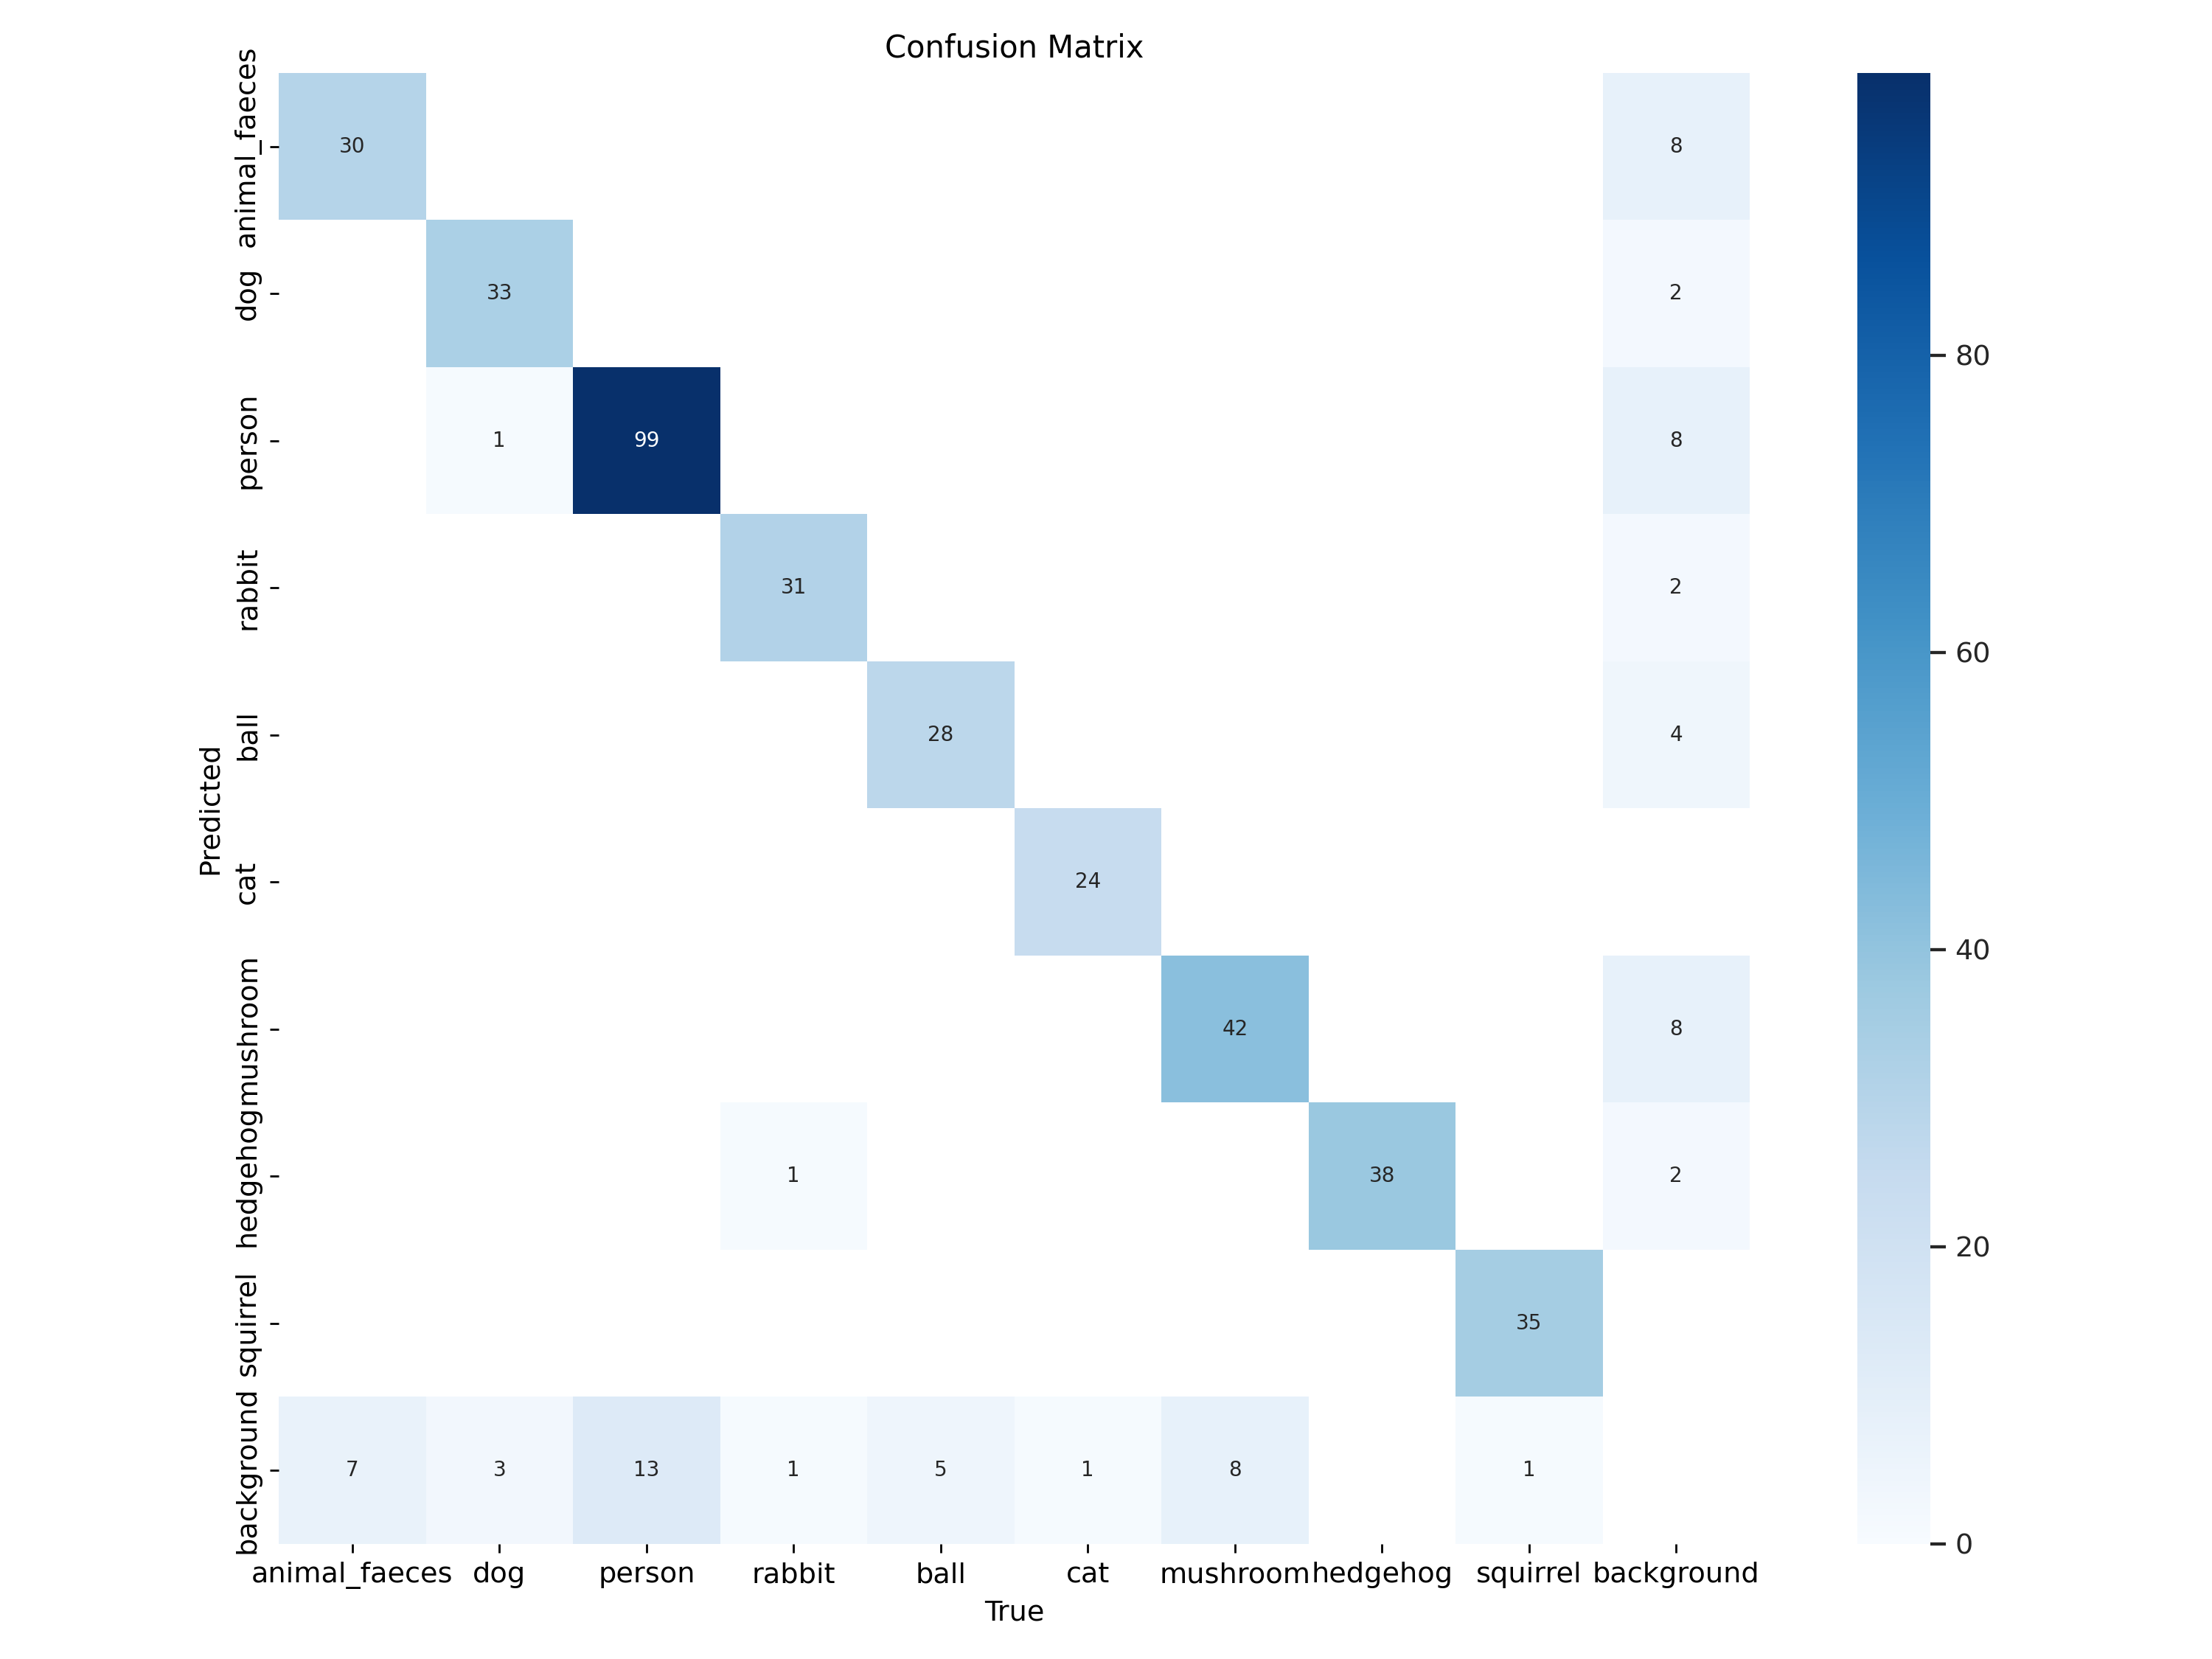 Confusion Matrix
animal_faeces
30
8
dog
33
2
80
person
1
99
8
rabbit
31
2
60
Predicted
ball
28
4
cat
24
40
mushroom
42
8
hedgehog
1
38
2
20
squirrel
35
background
7
3
13
1
5
1
8
1
0
animal_faeces dog person rabbit ball cat mushroom hedgehog squirrel background
True